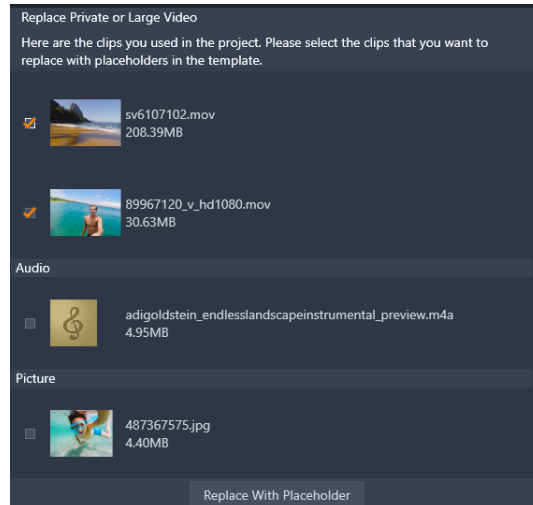 Replace Private or Large Video
Here are the clips you used in the project. Please select the clips that you want to
replace with placeholders in the template.
sv6107102.mov
208.39MB
89967120_v_hd1080.mov
30.63MB
Audio
adigoldstein_endlesslandscapeinstrumental_preview.m4a
4.95MB
Picture
487367575.jpg
4.40MB
Replace With Placeholder